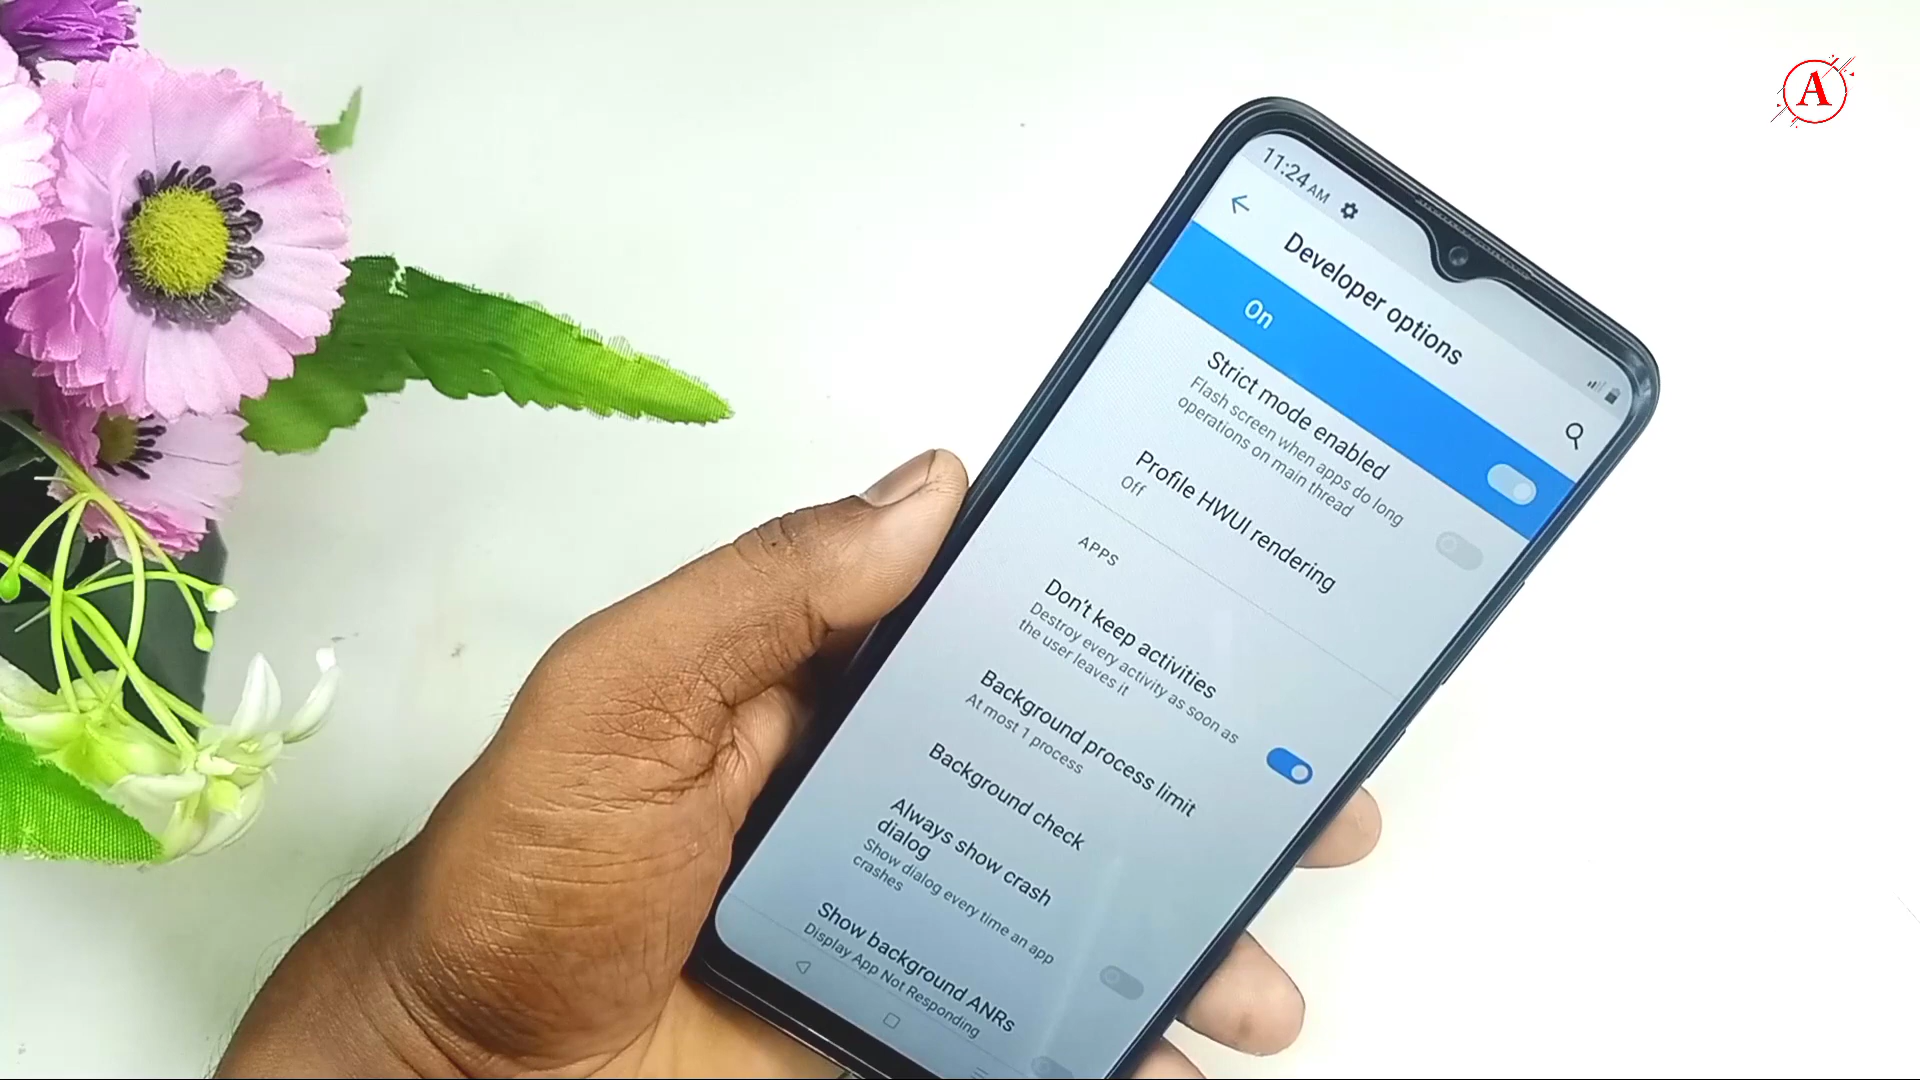 A
11:24 AM
Developer options
On
Strict mode enabled
Flash screen when apps do long
operations on main thread
Profile HWUI rendering
Off
APPS
Don't keep activities
Destroy every activity as soon as
the user leaves it
Background process limit
At most 1 process
Background check
Always show crash
dialog
Show dialog every time an app
crashes
Show background ANRs
Display App Not Responding